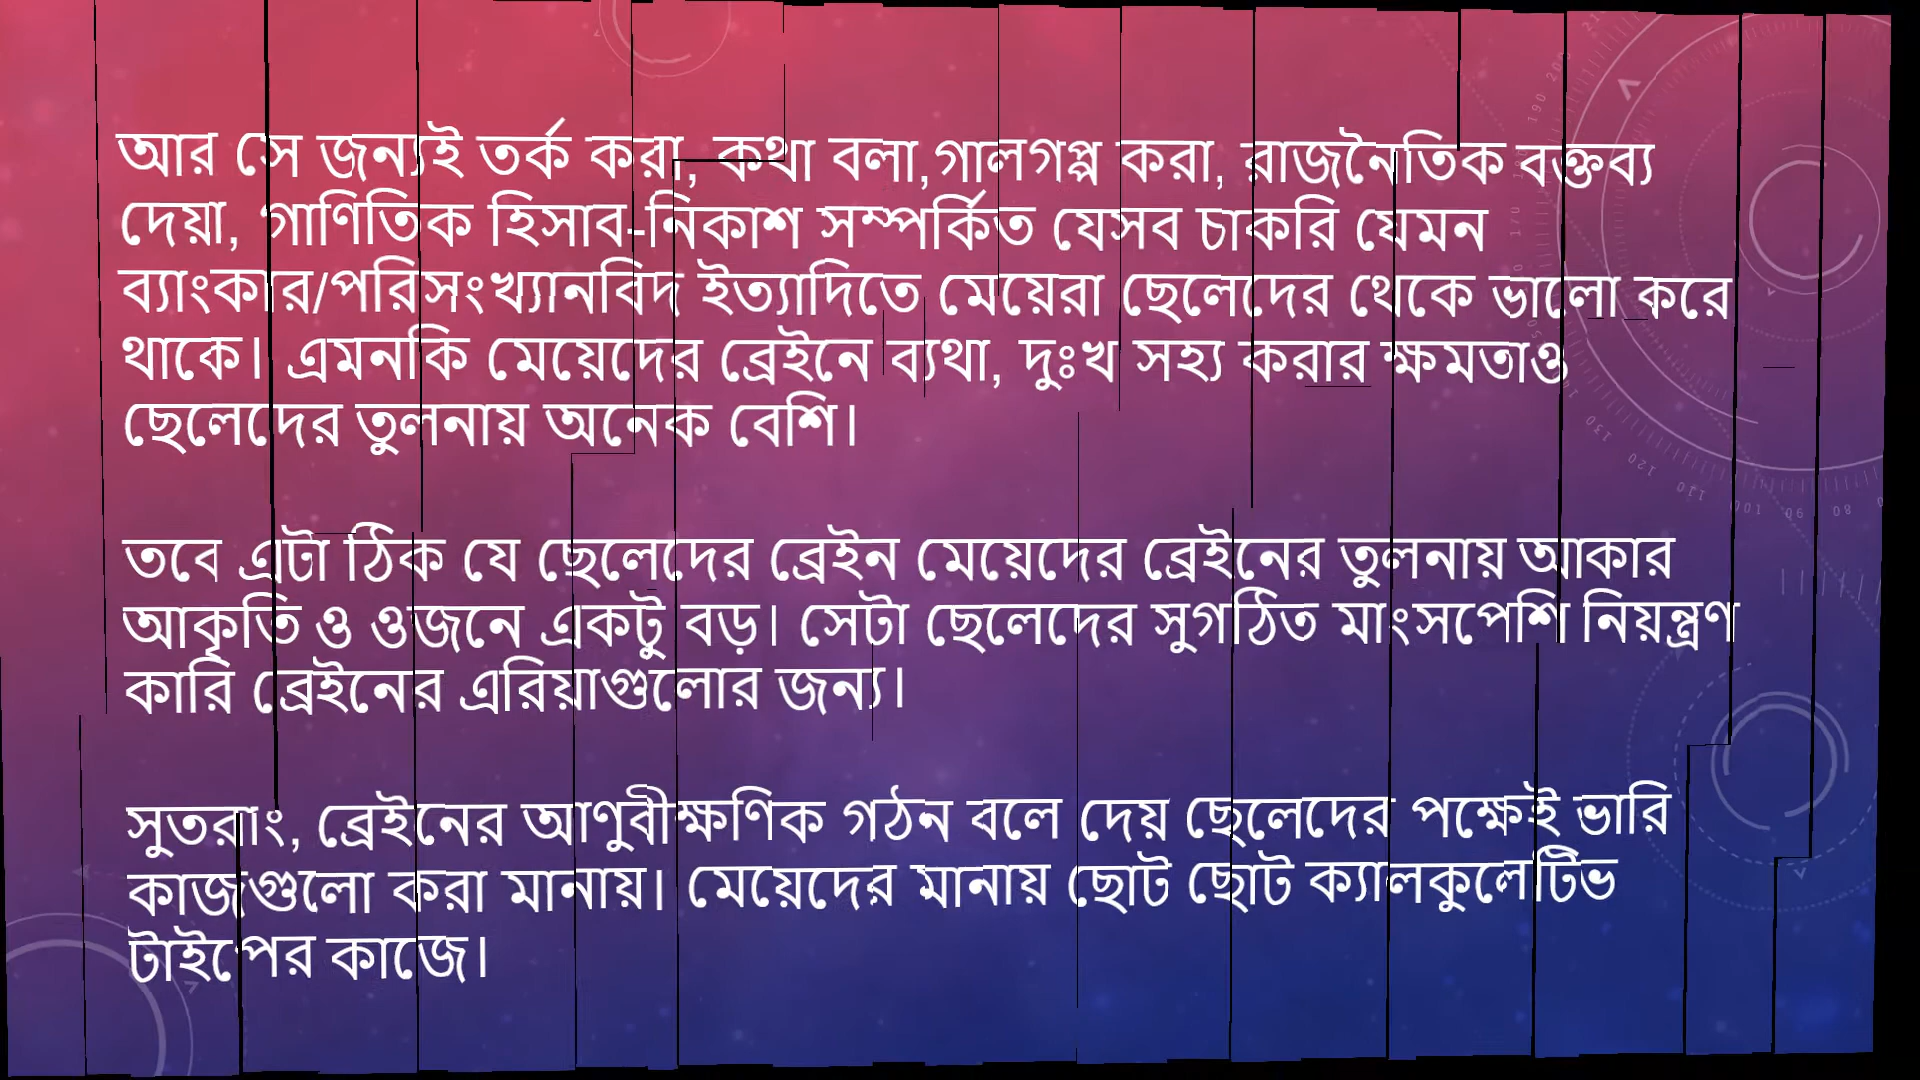 আর সে জন্যই তর্ক করা, কথা বলা,গালগপ্প করা, রাজনৈতিক বক্তব্য
দেয়া, গাণিতিক হিসাব-নিকাশ সম্পর্কিত যেসব চাকরি যেমন
ব্যাংকার/পরিসংখ্যানবিদ ইত্যাদিতে মেয়েরা ছেলেদের থেকে ভালো করে
থাকে। এমনকি মেয়েদের ব্রেইনে ব্যথা, দুঃখ সহ্য করার ক্ষমতাও
ছেলেদের তুলনায় অনেক বেশি।
তবে এটা ঠিক যে ছেলেদের ব্রেইন মেয়েদের ব্রেইনের তুলনায় আকার
আকৃতি ও ওজনে একটু বড়। সেটা ছেলেদের সুগঠিত মাংসপেশি নিয়ন্ত্রণ
কারি ব্রেইনের এরিয়াগুলোর জন্য।
সুতরাং, ব্রেইনের আণুবীক্ষণিক গঠন বলে দেয় ছেলেদের পক্ষেই ভারি
কাজগুলো করা মানায়। মেয়েদের মানায় ছোট ছোট ক্যালকুলেটিভ
টাইপের কাজে।